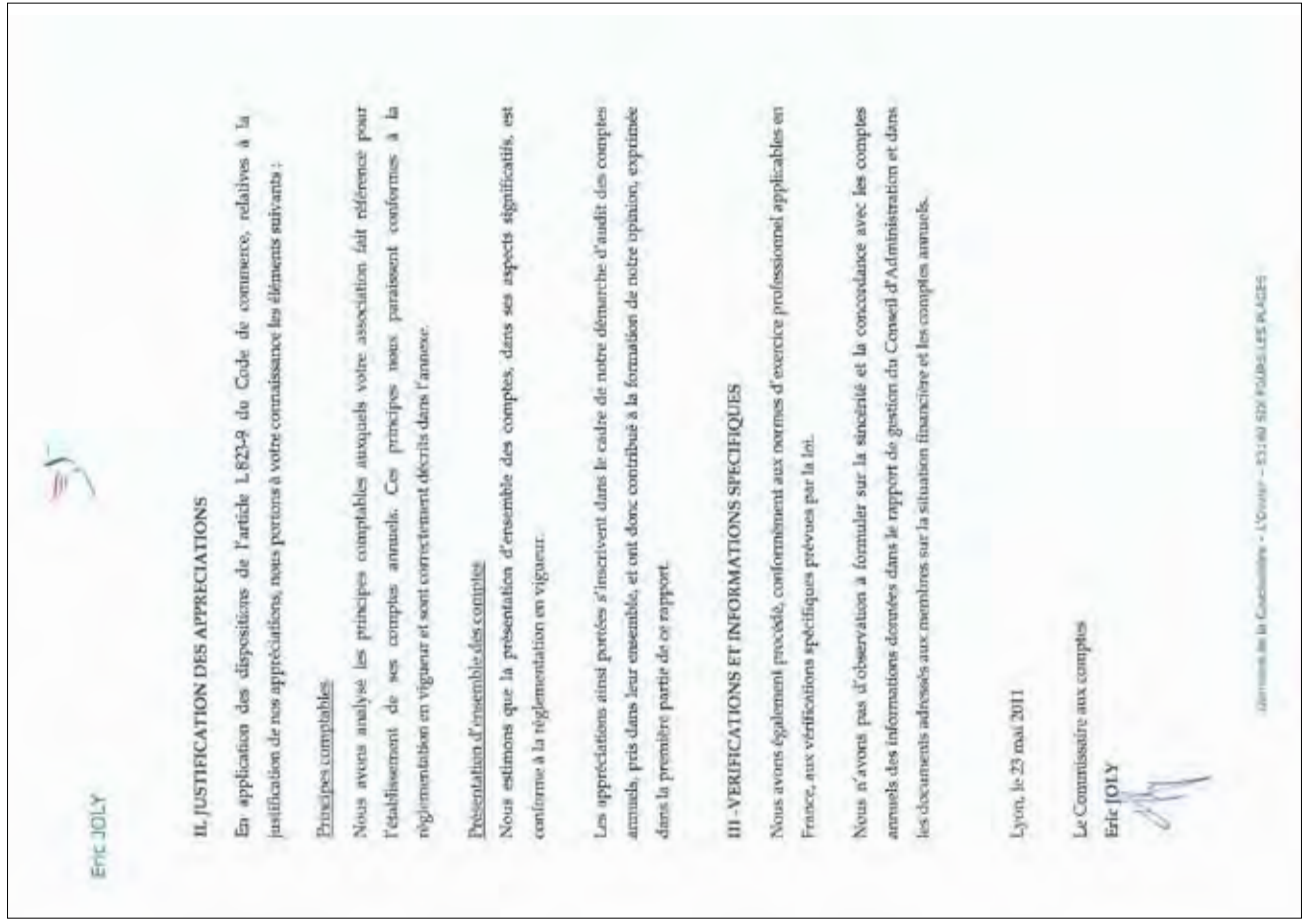 Eric JOLY
II. JUSTIFICATION DES APPRECIATIONS
En application des dispositions de l'article L.823-9 du Code de commerce, relatives à la
justification de nos appréciations, nous portons à votre connaissance les éléments suivants :
Principes comptables
Nous avons analysé les principes comptables auxquels votre association fait référence pour
l'établissement de ses comptes annuels. Ces principes nous paraissent conformes à la
règlementation en vigueur et sont correctement décrits dans l'annexe.
Présentation d'ensemble des comptes
Nous estimons que la présentation d'ensemble des comptes, dans ses aspects significatifs, est
conforme à la règlementation en vigueur.
Les appréciations ainsi portées s'inscrivent dans le cadre de notre démarche d'audit des comptes
annuels, pris dans leur ensemble, et ont donc contribué à la formation de notre opinion, exprimée
dans la première partie de ce rapport.
III - VERIFICATIONS ET INFORMATIONS SPECIFIQUES
Nous avons également procédé, conformément aux normes d'exercice professionnel applicables en
France, aux vérifications spécifiques prévues par la loi.
Nous n'avons pas d'observation à formuler sur la sincérité et la concordance avec les comptes
annuels des informations données dans le rapport de gestion du Conseil d'Administration et dans
les documents adressés aux membres sur la situation financière et les comptes annuels.
Lyon, le 23 mai 2011
Le Commissaire aux comptes
Eric JOLY
de la - SIX FOURS LES PLAGES